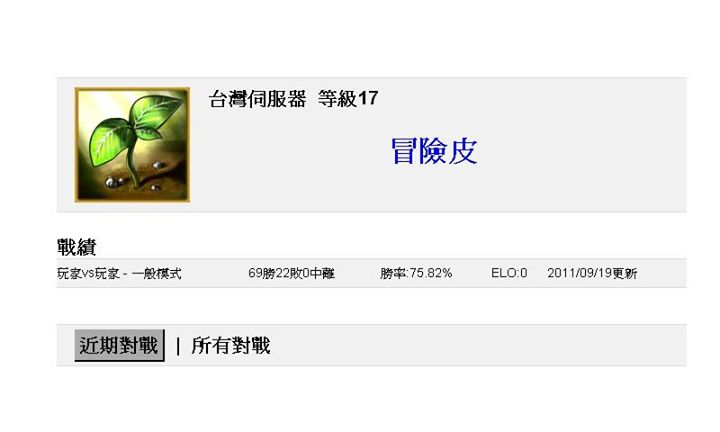 台灣伺服器 等級17
冒險皮
戰績
玩家vs玩家 - 一般模式 69勝22敗0中離 勝率:75.82% ELO:0 2011/09/19更新
近期對戰 | 所有對戰